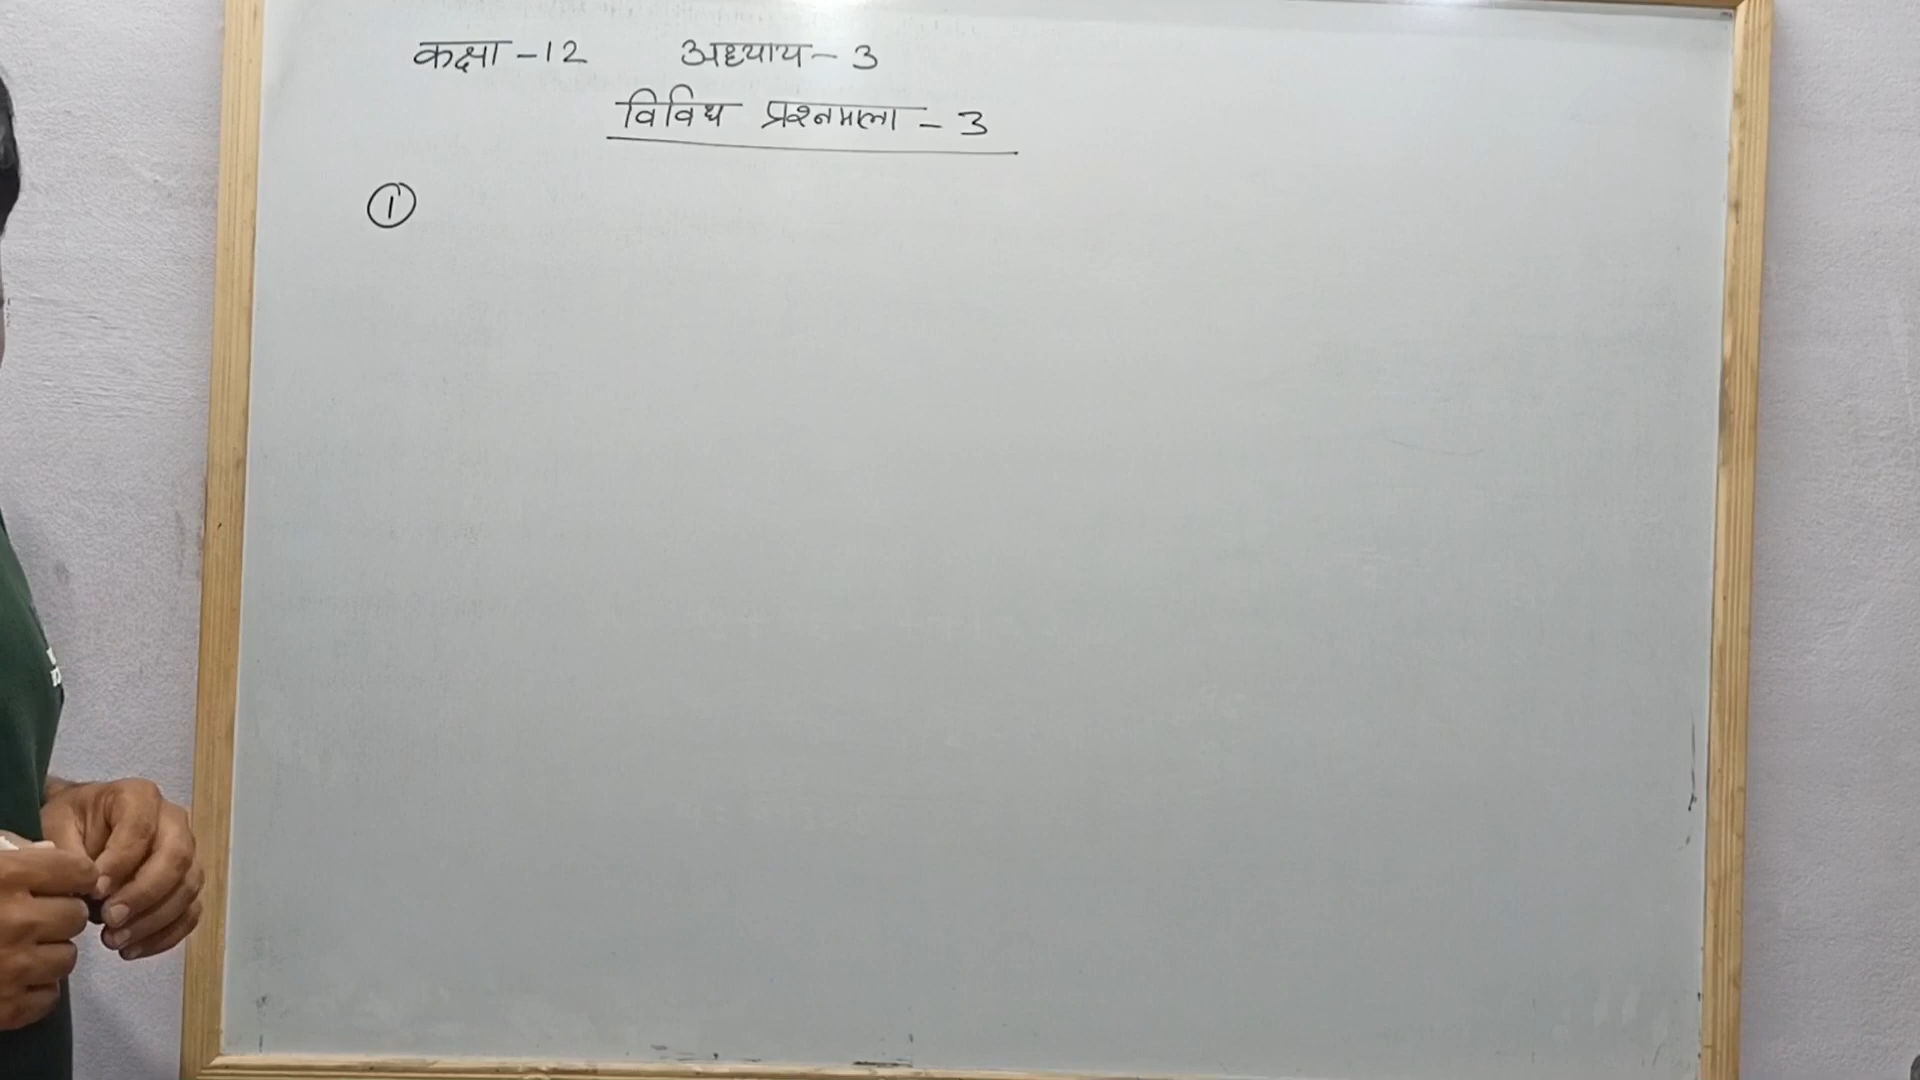 कक्षा - 12 अध्याय - 3
विविध प्रश्नमाला - 3
1